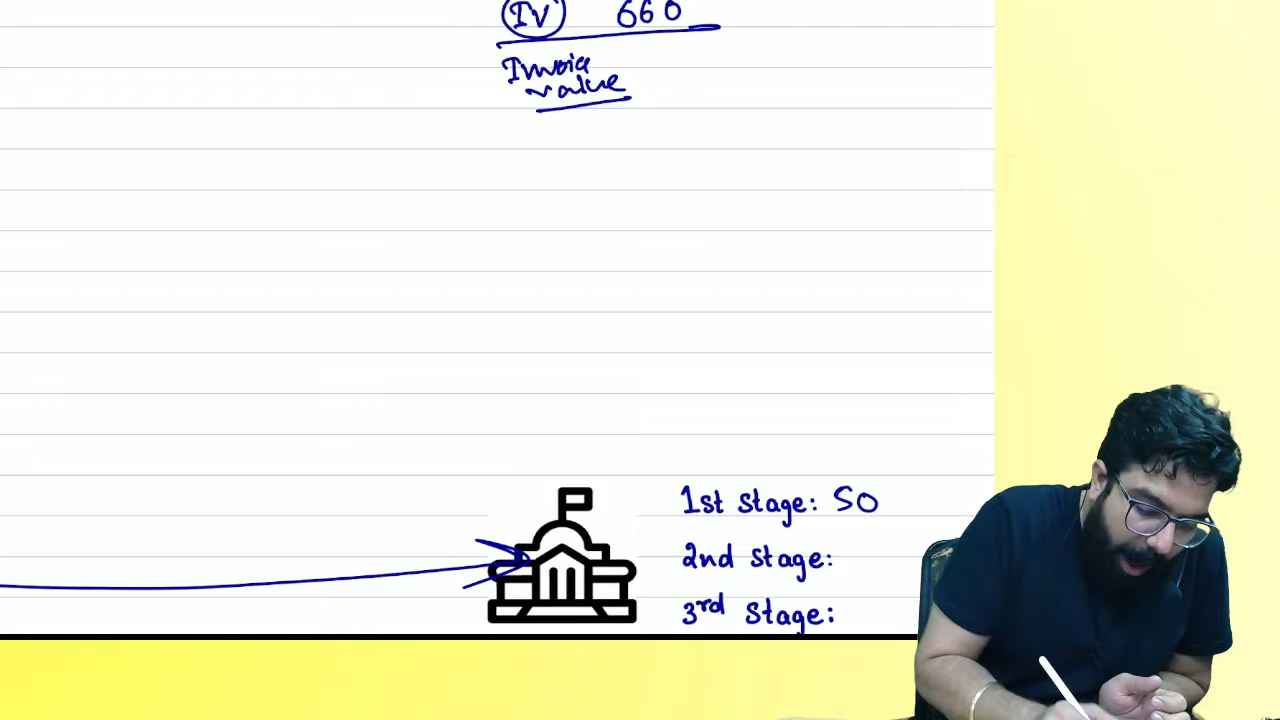 IV 660
Invoice
value
1st Stage: 50
2nd Stage:
3rd Stage: